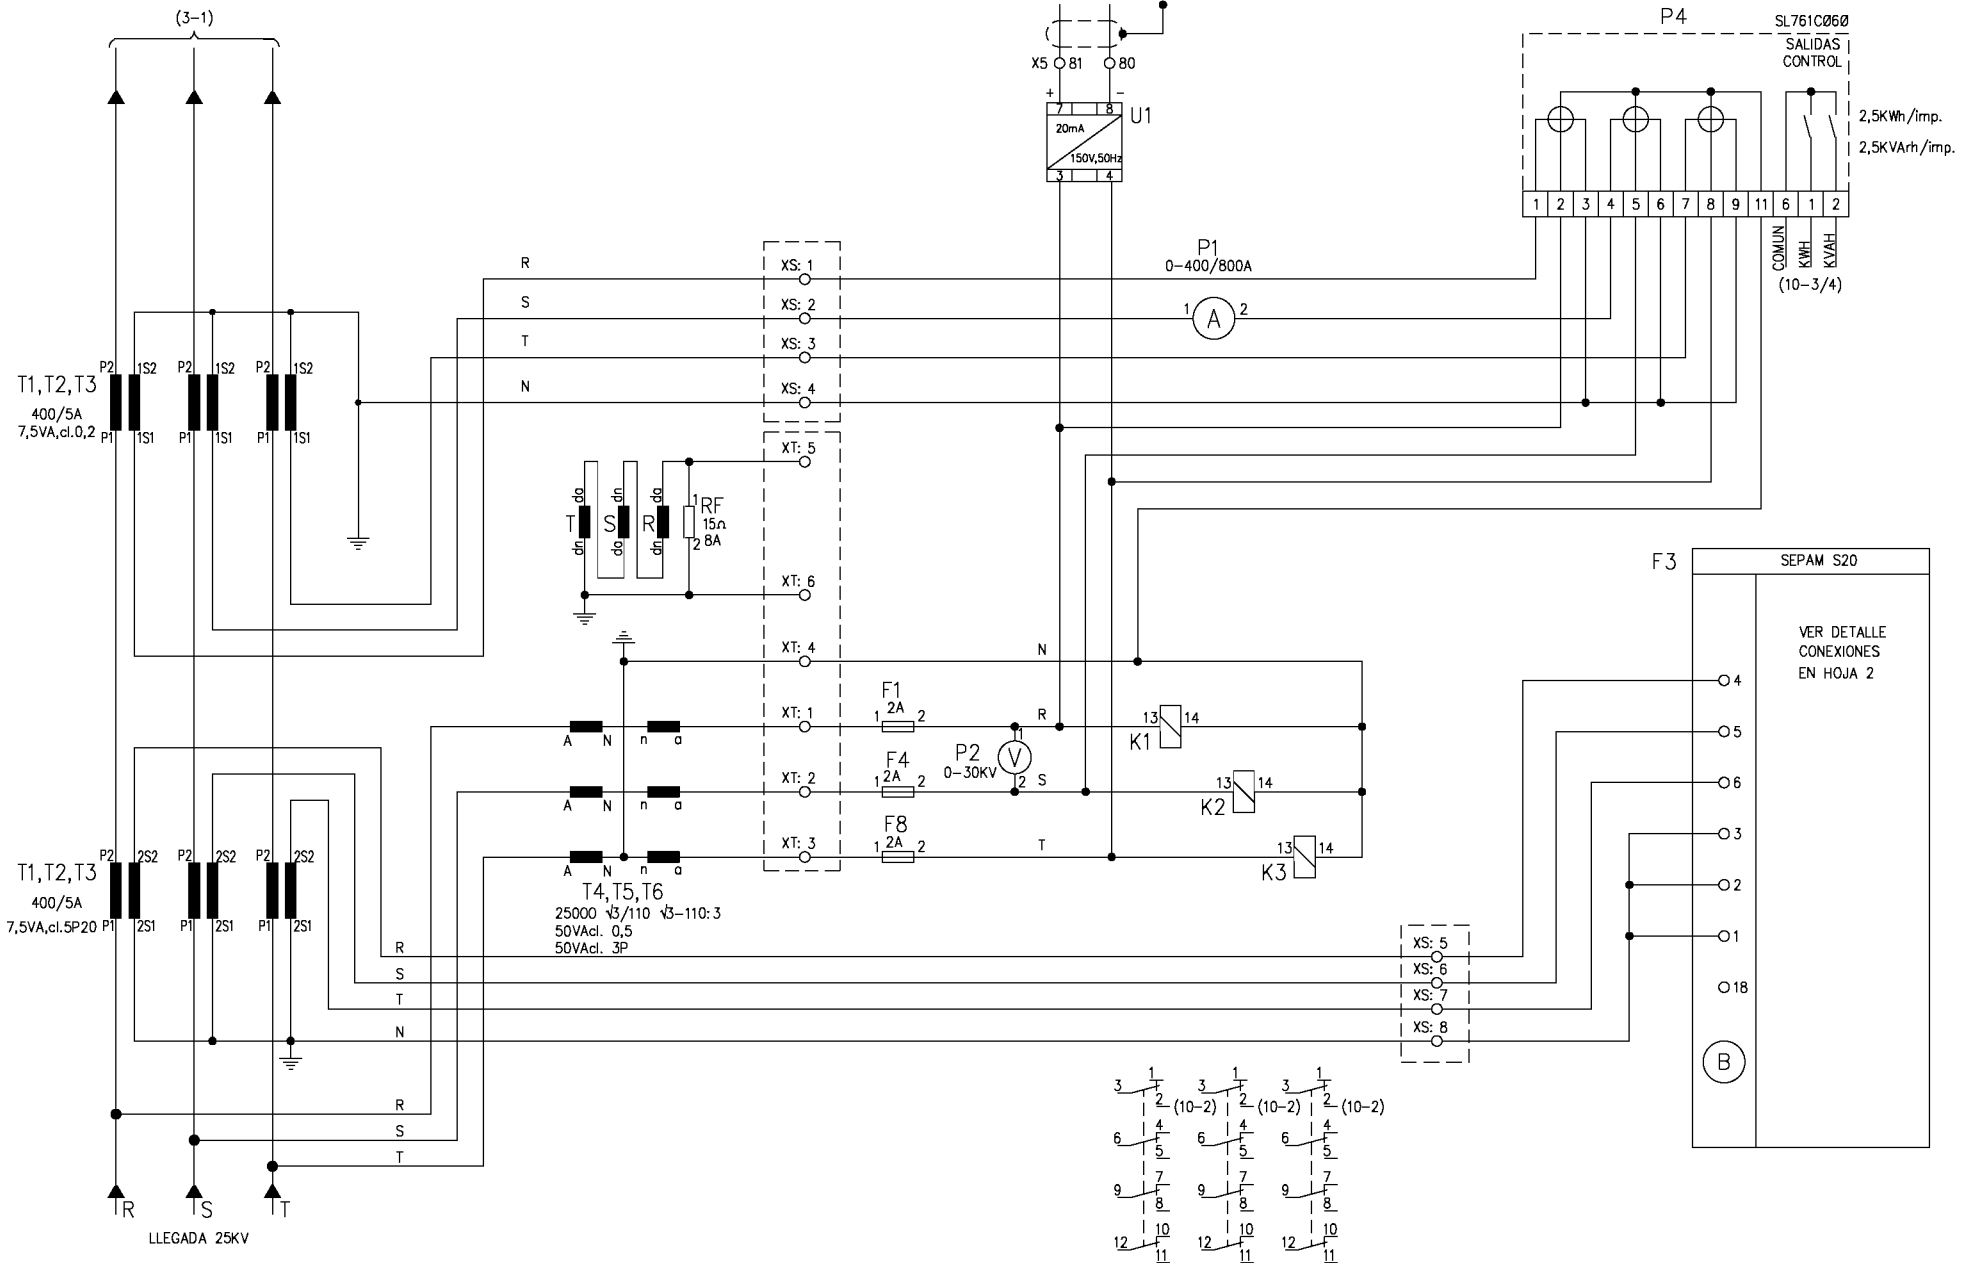 (3-1)
P4
SL761CØ6Ø
SALIDAS
CONTROL
X5 81 80
+ −
7 8
U1
20mA
150V,50Hz
3 4
2,5KWh/imp.
2,5KVArh/imp.
1 2 3 4 5 6 7 8 9 11 6 1 2
COMUN
KWH
KVAH
(10-3/4)
P1
0-400/800A
R XS: 1
S XS: 2
1 A 2
T XS: 3
N XS: 4
P2 1S2 P2 1S2 P2 1S2
T1,T2,T3
400/5A
7,5VA,cl.0,2
P1 1S1 P1 1S1 P1 1S1
XT: 5
da dn da
T S R
dn da dn
1 RF
15Ω
2 8A
XT: 6
F3
SEPAM S20
VER DETALLE
CONEXIONES
EN HOJA 2
4
5
6
3
2
1
18
B
XT: 4 N
F1
2A
A N n a XT: 1 1 2 R 13 14
K1
P2
0-30KV
1
V
2
F4
2A
A N n a XT: 2 1 2 S 13 14
K2
F8
2A
A N n a XT: 3 1 2 T 13 14
K3
T4,T5,T6
25000 √3/110 √3-110:3
50VAcl. 0,5
50VAcl. 3P
P2 2S2 P2 2S2 P2 2S2
T1,T2,T3
400/5A
7,5VA,cl.5P20 P1 2S1 P1 2S1 P1 2S1
R XS: 5
S XS: 6
T XS: 7
N XS: 8
R
S
T
R S T
LLEGADA 25KV
3 1 3 1 3 1
2 (10-2) 2 (10-2) 2 (10-2)
6 4 6 4 6 4
5 5 5
9 7 9 7 9 7
8 8 8
12 10 12 10 12 10
11 11 11